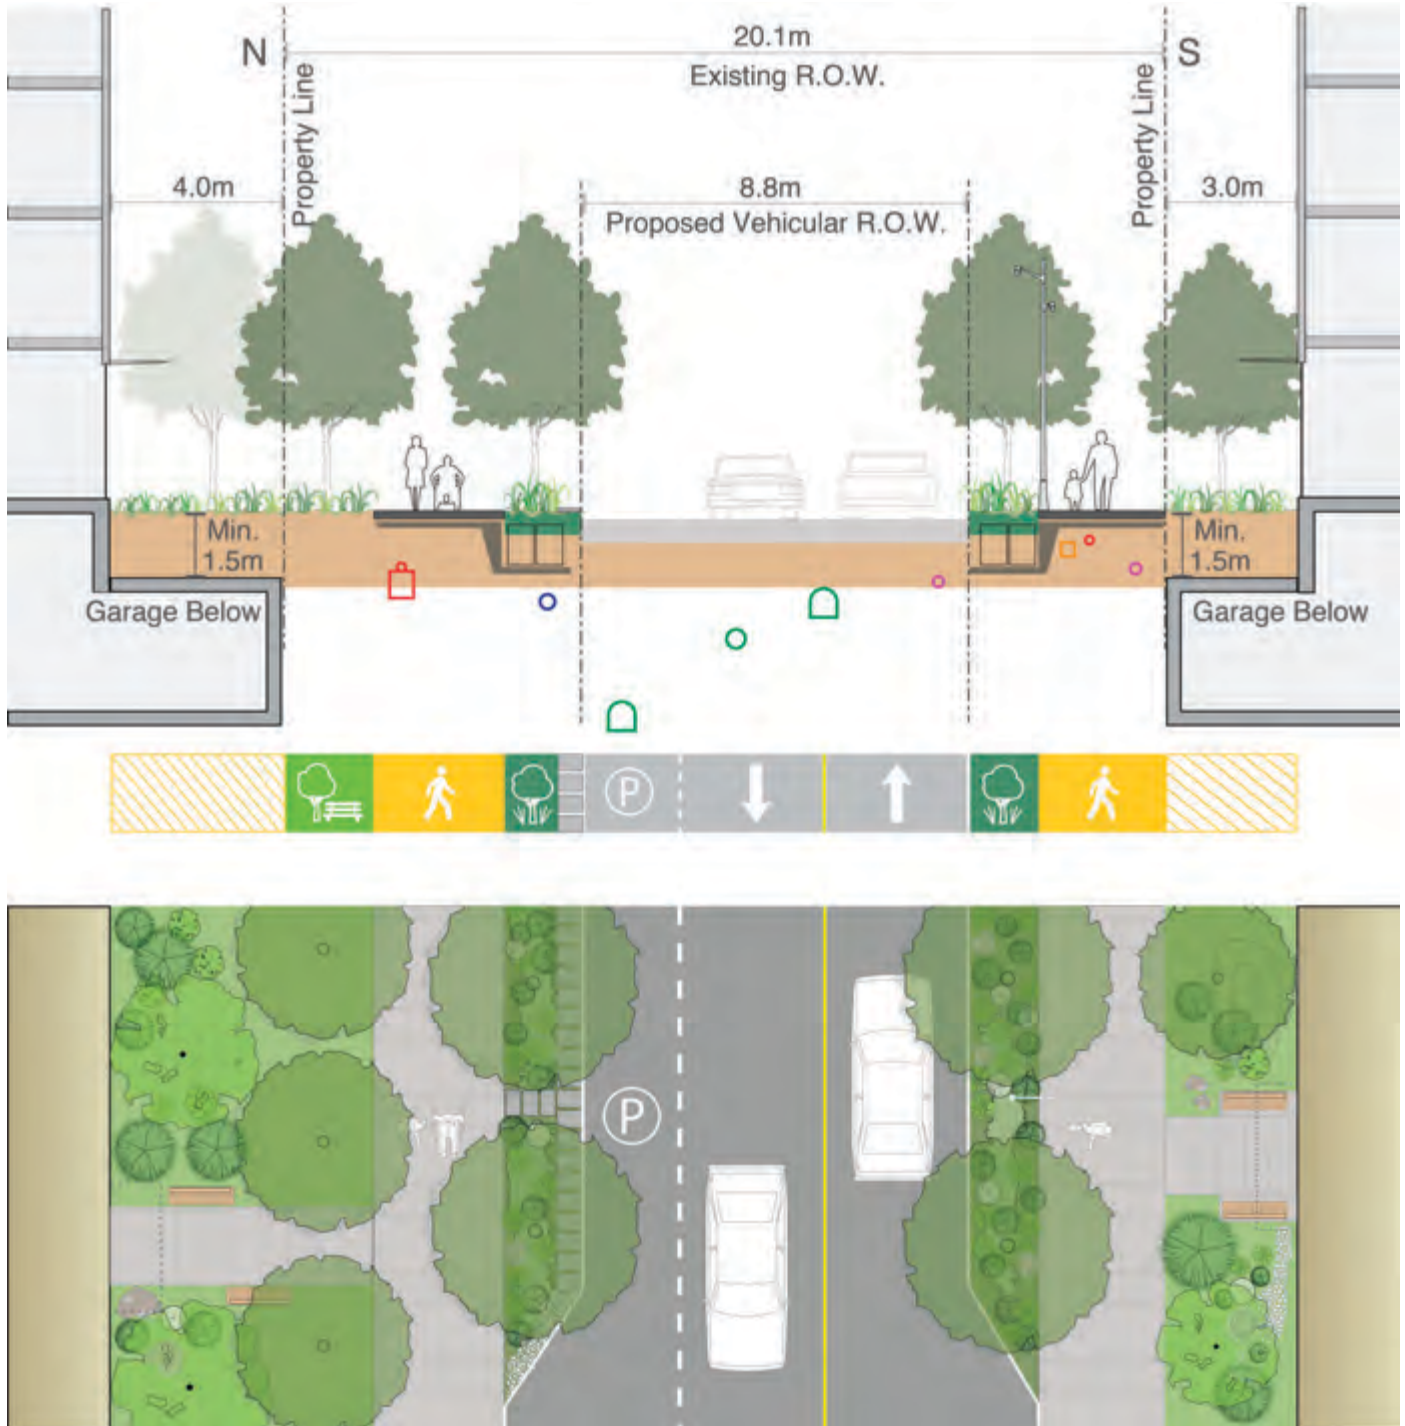 N
20.1m
S
Existing R.O.W.
Property Line
Property Line
4.0m
8.8m
3.0m
Proposed Vehicular R.O.W.
Min.
1.5m
Min.
1.5m
Garage Below
Garage Below
P
P